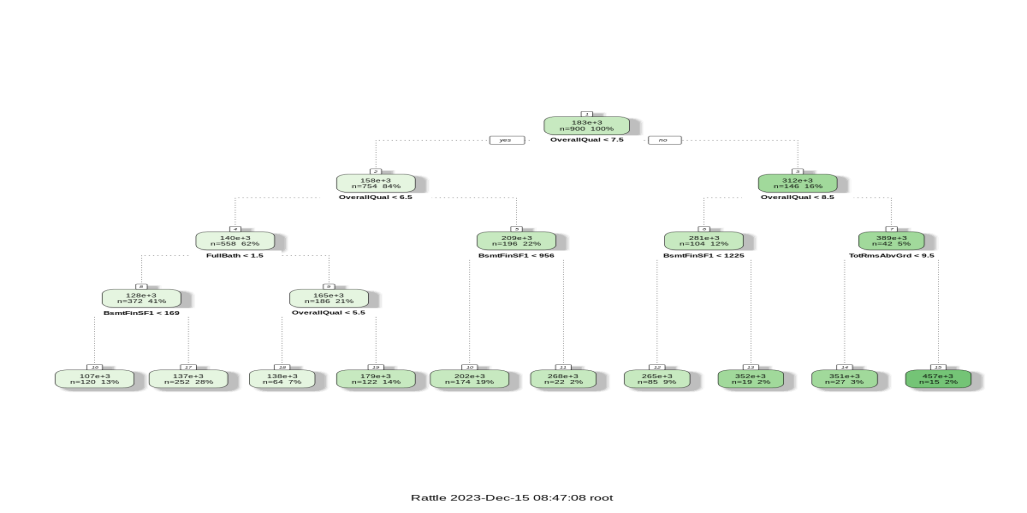 1
183e+3
n=900 100%
yes
OverallQual < 7.5
no
2
158e+3
n=754 84%
OverallQual < 6.5
3
312e+3
n=146 16%
OverallQual < 8.5
4
140e+3
n=558 62%
FullBath < 1.5
5
209e+3
n=196 22%
BsmtFinSF1 < 956
6
281e+3
n=104 12%
BsmtFinSF1 < 1225
7
389e+3
n=42 5%
TotRmsAbvGrd < 9.5
8
128e+3
n=372 41%
BsmtFinSF1 < 169
9
165e+3
n=186 21%
OverallQual < 5.5
16
107e+3
n=120 13%
17
137e+3
n=252 28%
18
138e+3
n=64 7%
19
179e+3
n=122 14%
10
202e+3
n=174 19%
11
268e+3
n=22 2%
12
265e+3
n=85 9%
13
352e+3
n=19 2%
14
351e+3
n=27 3%
15
457e+3
n=15 2%
Rattle 2023-Dec-15 08:47:08 root